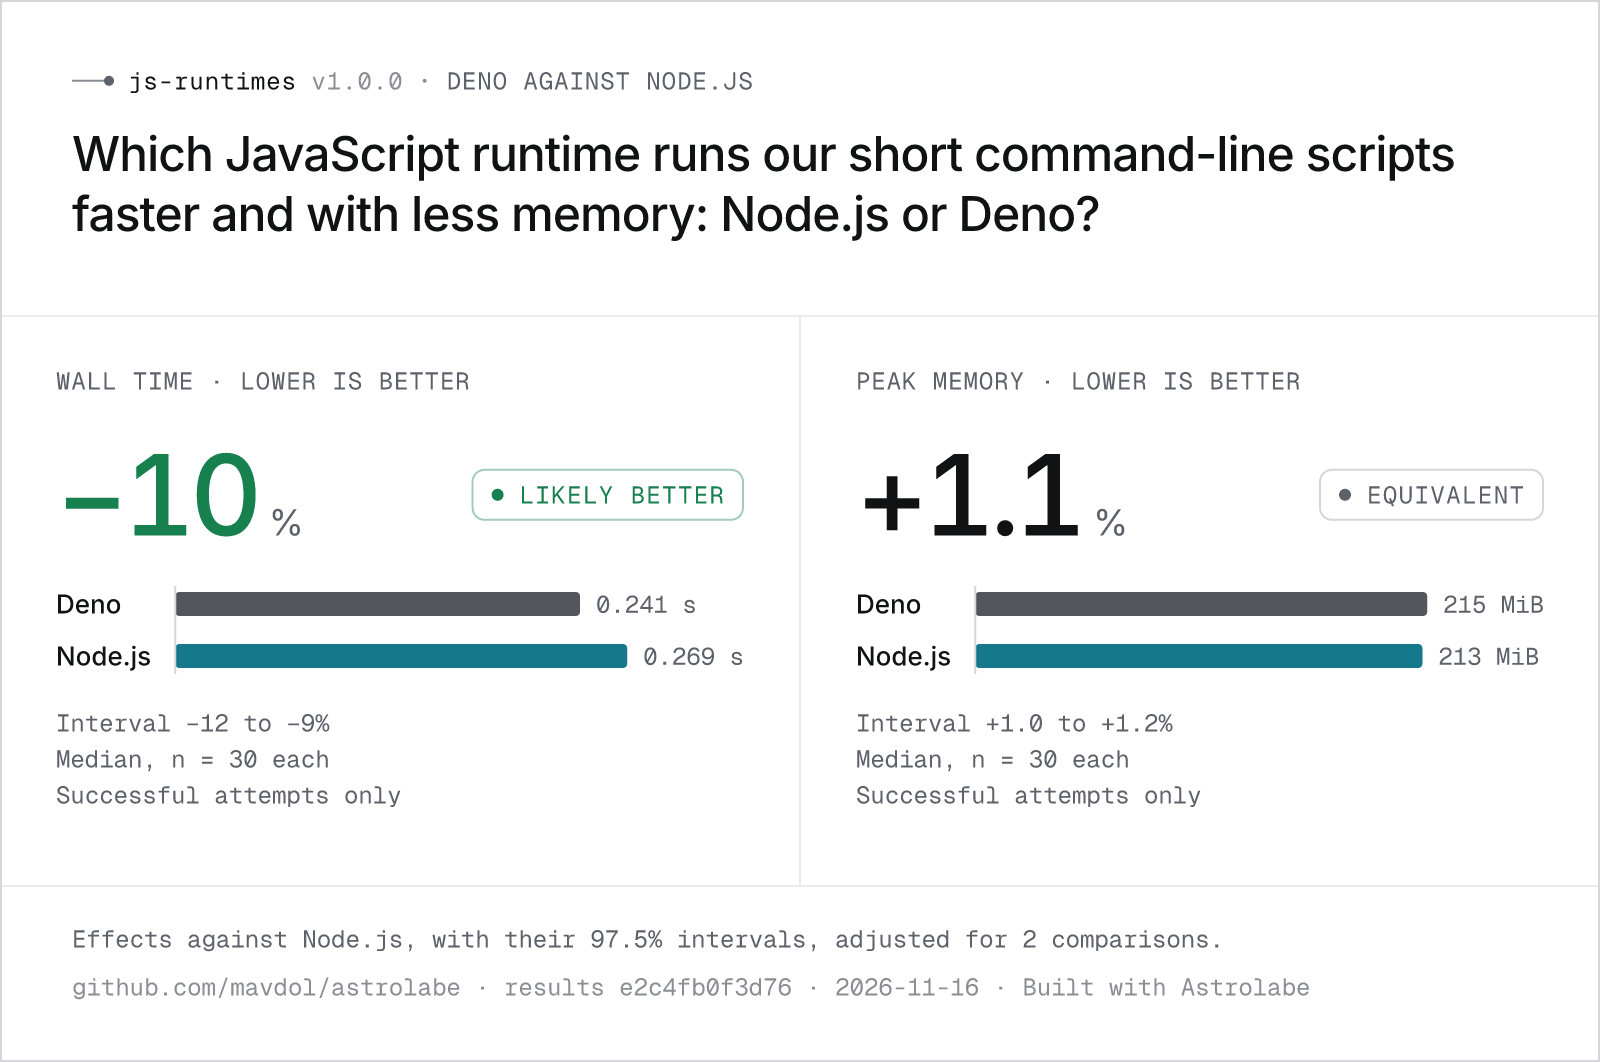 js-runtimes v1.0.0 · DENO AGAINST NODE.JS
Which JavaScript runtime runs our short command-line scripts
faster and with less memory: Node.js or Deno?
WALL TIME · LOWER IS BETTER
−10 %
LIKELY BETTER
Deno 0.241 s
Node.js 0.269 s
Interval −12 to −9%
Median, n = 30 each
Successful attempts only
PEAK MEMORY · LOWER IS BETTER
+1.1 %
EQUIVALENT
Deno 215 MiB
Node.js 213 MiB
Interval +1.0 to +1.2%
Median, n = 30 each
Successful attempts only
Effects against Node.js, with their 97.5% intervals, adjusted for 2 comparisons.
github.com/mavdol/astrolabe · results e2c4fb0f3d76 · 2026-11-16 · Built with Astrolabe